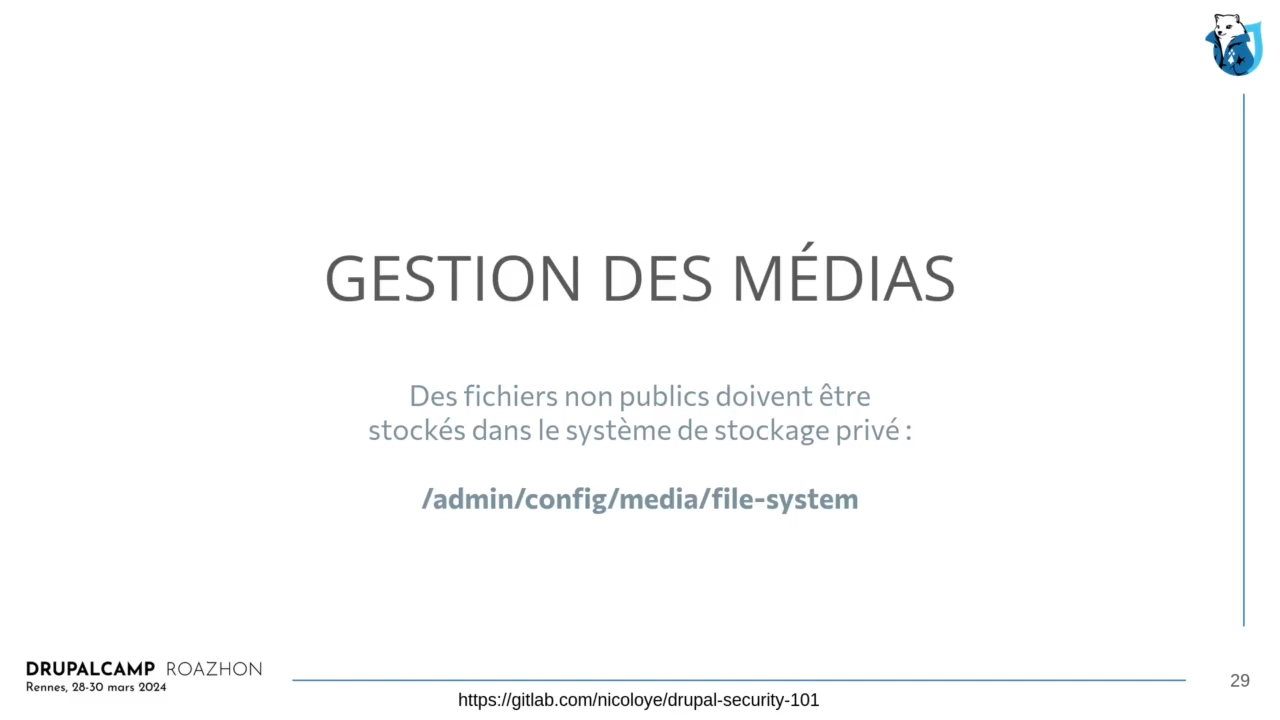 GESTION DES MÉDIAS
Des fichiers non publics doivent être
stockés dans le système de stockage privé :
/admin/config/media/file-system
DRUPALCAMP ROAZHON
Rennes, 28-30 mars 2024
https://gitlab.com/nicoloye/drupal-security-101
29